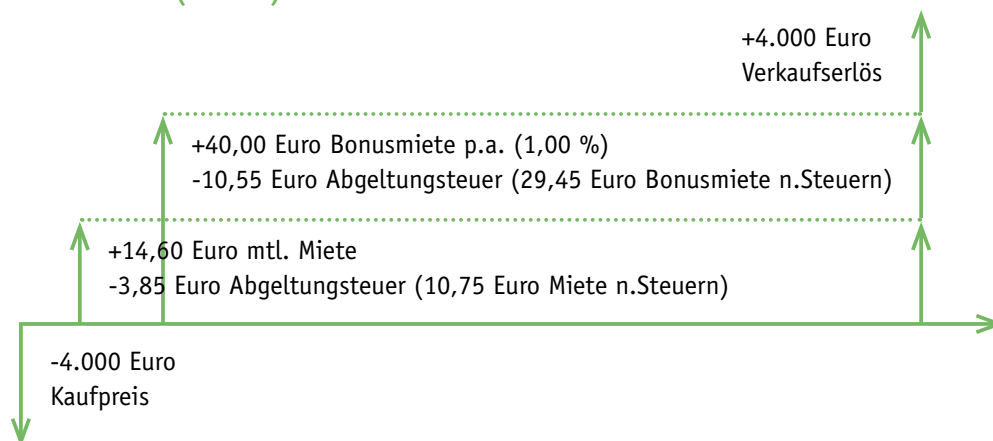 +4.000 Euro
Verkaufserlös
+40,00 Euro Bonusmiete p.a. (1,00 %)
-10,55 Euro Abgeltungsteuer (29,45 Euro Bonusmiete n.Steuern)
+14,60 Euro mtl. Miete
-3,85 Euro Abgeltungsteuer (10,75 Euro Miete n.Steuern)
-4.000 Euro
Kaufpreis